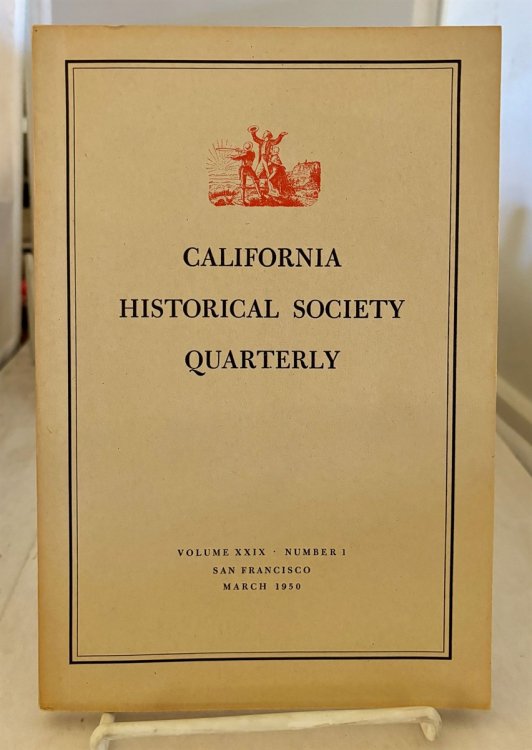 CALIFORNIA
HISTORICAL SOCIETY
QUARTERLY
VOLUME XXIX · NUMBER 1
SAN FRANCISCO
MARCH 1950